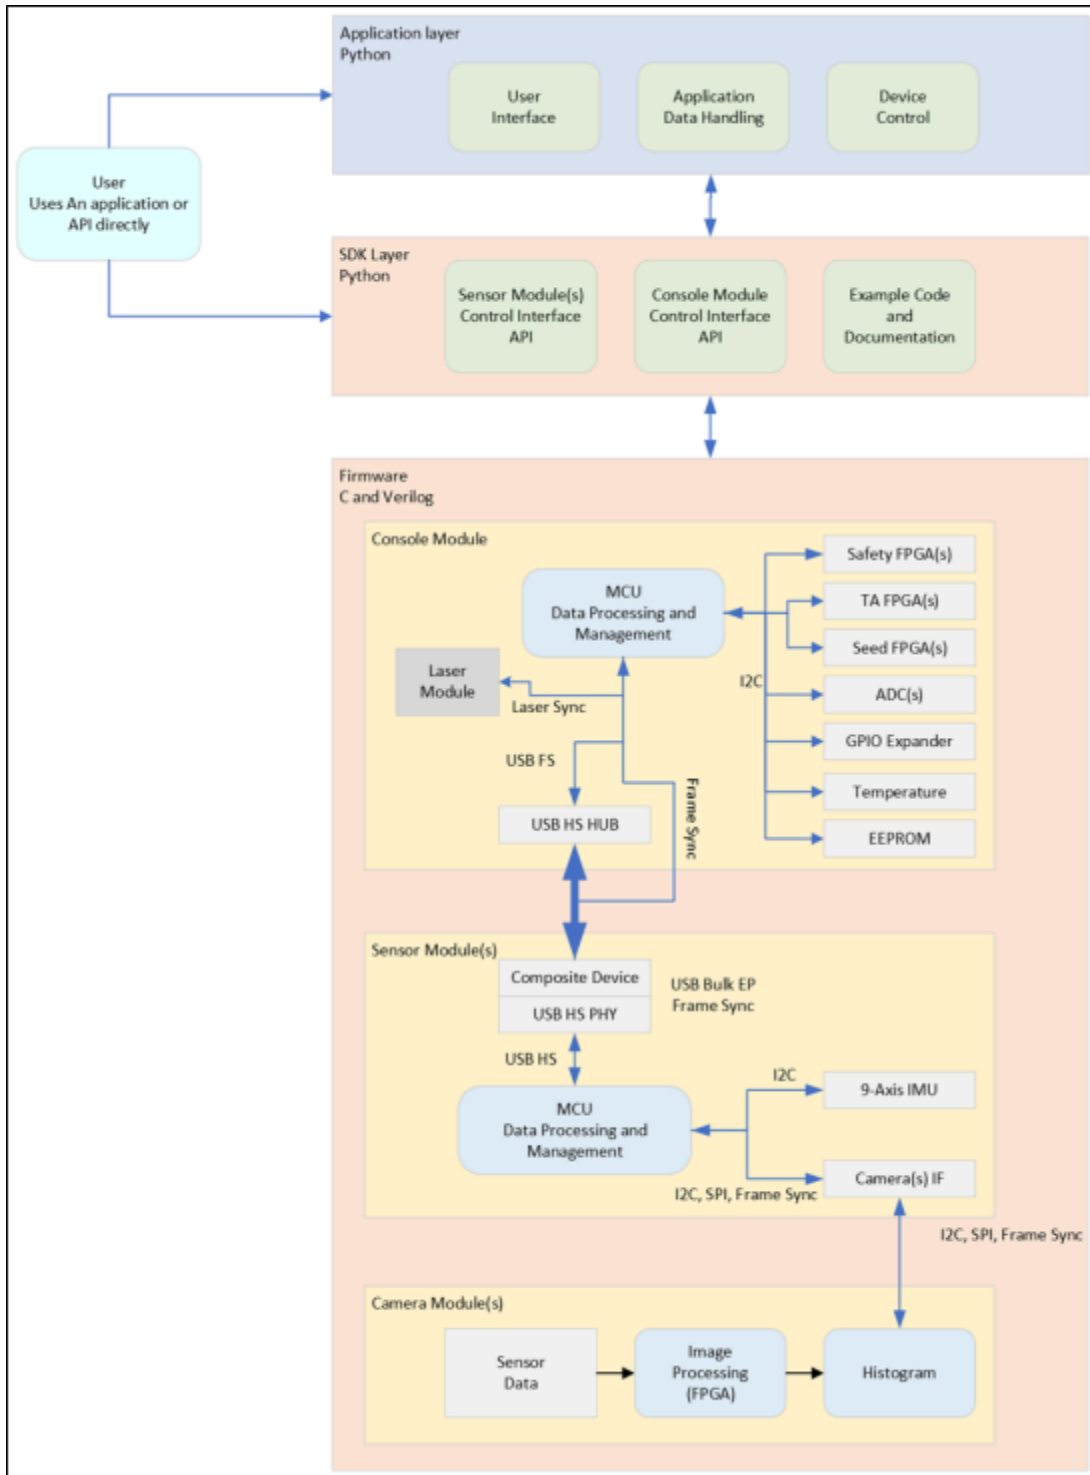 Application layer
Python
User
Interface
Application
Data Handling
Device
Control
User
Uses An application or
API directly
SDK Layer
Python
Sensor Module(s)
Control Interface
API
Console Module
Control Interface
API
Example Code
and
Documentation
Firmware
C and Verilog
Console Module
MCU
Data Processing and
Management
Safety FPGA(s)
TA FPGA(s)
Seed FPGA(s)
I2C
ADC(s)
GPIO Expander
Temperature
EEPROM
Laser
Module
Laser Sync
USB FS
Frame Sync
USB HS HUB
Sensor Module(s)
Composite Device
USB HS PHY
USB Bulk EP
Frame Sync
USB HS
MCU
Data Processing and
Management
I2C
9-Axis IMU
Camera(s) IF
I2C, SPI, Frame Sync
I2C, SPI, Frame Sync
Camera Module(s)
Sensor
Data
Image
Processing
(FPGA)
Histogram